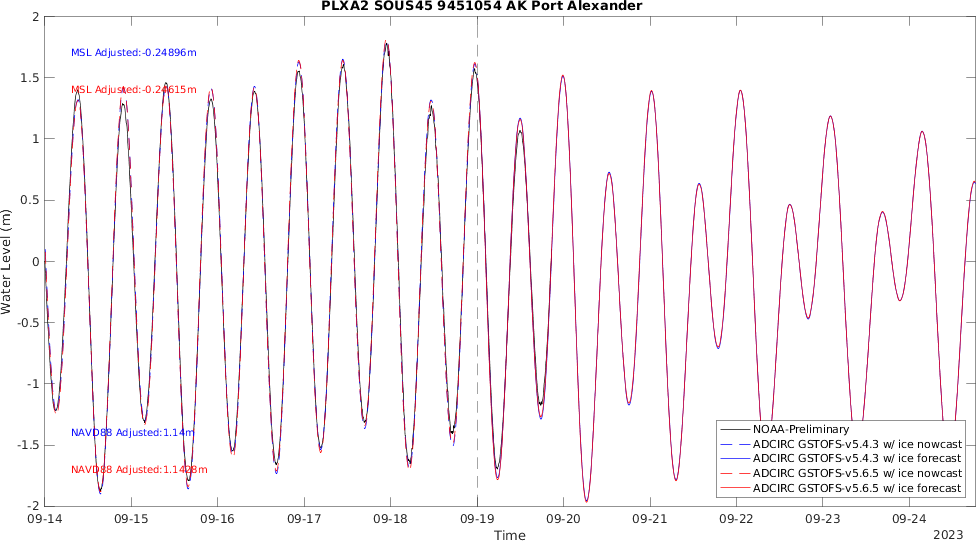 PLXA2 SOUS45 9451054 AK Port Alexander
2
1.5
1
0.5
0
-0.5
-1
-1.5
-2
Water Level (m)
MSL Adjusted:-0.24896m
MSL Adjusted:-0.24615m
NAVD88 Adjusted:1.14m
NAVD88 Adjusted:1.1428m
NOAA-Preliminary
ADCIRC GSTOFS-v5.4.3 w/ ice nowcast
ADCIRC GSTOFS-v5.4.3 w/ ice forecast
ADCIRC GSTOFS-v5.6.5 w/ ice nowcast
ADCIRC GSTOFS-v5.6.5 w/ ice forecast
09-14 09-15 09-16 09-17 09-18 09-19 09-20 09-21 09-22 09-23 09-24
Time
2023